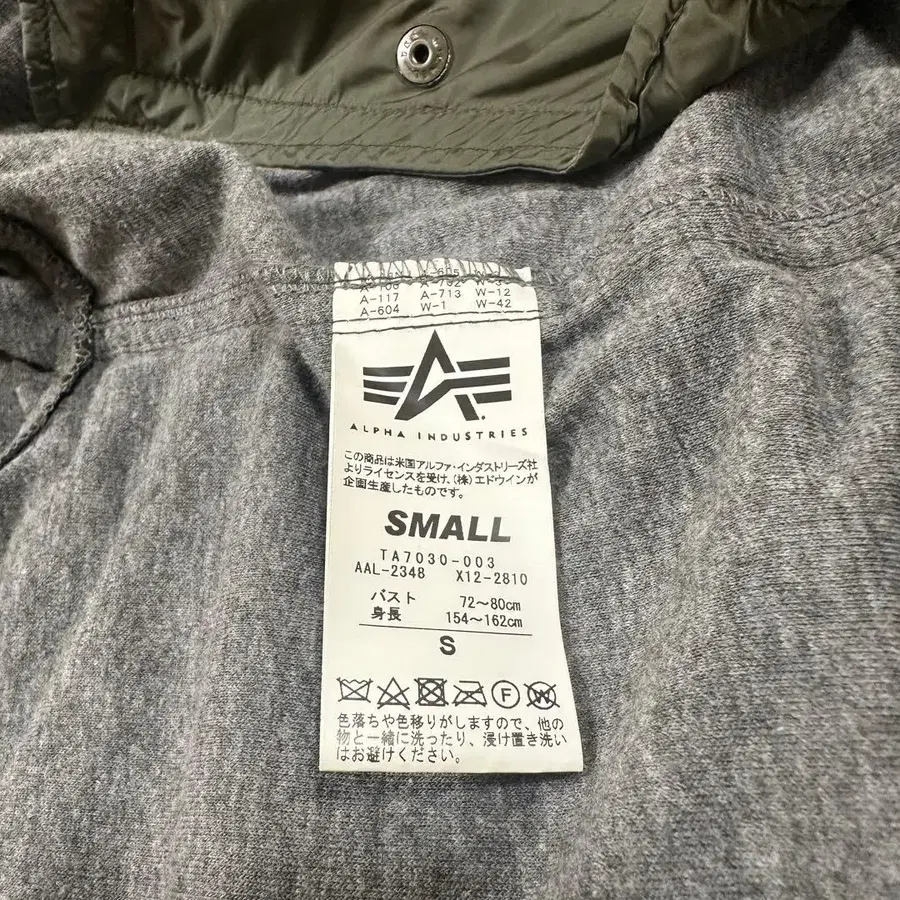 A-117 A-713 W-12
A-604 W-1 W-42
ALPHA INDUSTRIES
この商品は米国アルファ・インダストリーズ社
よりライセンスを受け、(株)エドウインが
企画生産したものです。
SMALL
TA7030-003
AAL-2348 X12-2810
バスト 72〜80cm
身長 154〜162cm
S
F
W
色落ちや色移りがしますので、他の
物と一緒に洗ったり、浸け置き洗い
はお避けください。